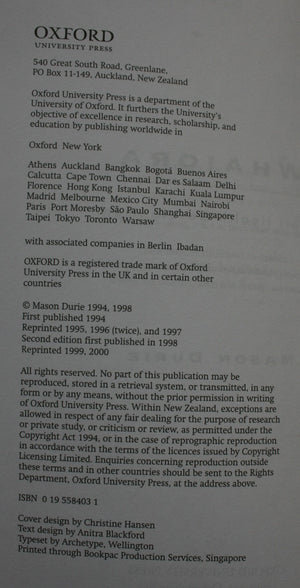 OXFORD
UNIVERSITY PRESS
540 Great South Road, Greenlane,
PO Box 11-149, Auckland, New Zealand
Oxford University Press is a department of the
University of Oxford. It furthers the University's
objective of excellence in research, scholarship, and
education by publishing worldwide in
Oxford New York
Athens Auckland Bangkok Bogotá Buenos Aires
Calcutta Cape Town Chennai Dar es Salaam Delhi
Florence Hong Kong Istanbul Karachi Kuala Lumpur
Madrid Melbourne Mexico City Mumbai Nairobi
Paris Port Moresby São Paulo Shanghai Singapore
Taipei Tokyo Toronto Warsaw
with associated companies in Berlin Ibadan
OXFORD is a registered trade mark of Oxford
University Press in the UK and in certain other
countries
© Mason Durie 1994, 1998
First published 1994
Reprinted 1995, 1996 (twice), and 1997
Second edition first published in 1998
Reprinted 1999, 2000
All rights reserved. No part of this publication may be
reproduced, stored in a retrieval system, or transmitted, in any
form or by any means, without the prior permission in writing
of Oxford University Press. Within New Zealand, exceptions are
allowed in respect of any fair dealing for the purpose of research
or private study, or criticism or review, as permitted under the
Copyright Act 1994, or in the case of reprographic reproduction
in accordance with the terms of the licences issued by Copyright
Licensing Limited. Enquiries concerning reproduction outside
these terms and in other countries should be sent to the Rights
Department, Oxford University Press, at the address above.
ISBN 0 19 558403 1
Cover design by Christine Hansen
Text design by Anitra Blackford
Typeset by Archetype, Wellington
Printed through Bookpac Production Services, Singapore